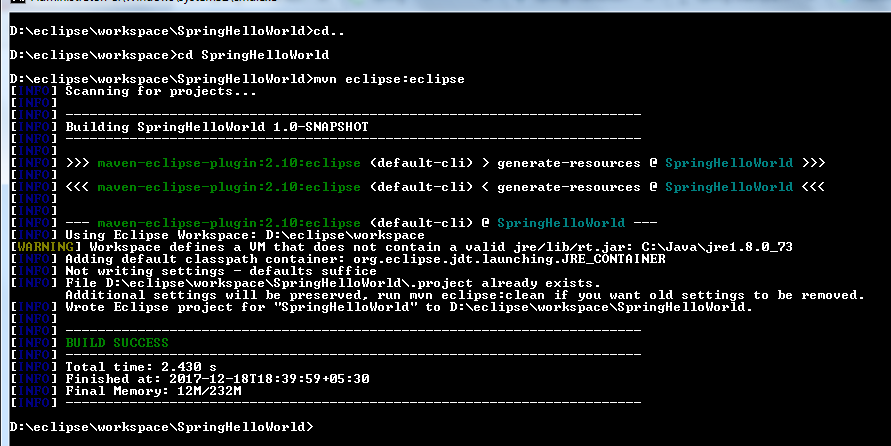 D:\eclipse\workspace\SpringHelloWorld>cd..
D:\eclipse\workspace>cd SpringHelloWorld
D:\eclipse\workspace\SpringHelloWorld>mvn eclipse:eclipse
[INFO] Scanning for projects...
[INFO]
[INFO] ------------------------------------------------------------------------
[INFO] Building SpringHelloWorld 1.0-SNAPSHOT
[INFO] ------------------------------------------------------------------------
[INFO]
[INFO] >>> maven-eclipse-plugin:2.10:eclipse (default-cli) > generate-resources @ SpringHelloWorld >>>
[INFO]
[INFO] <<< maven-eclipse-plugin:2.10:eclipse (default-cli) < generate-resources @ SpringHelloWorld <<<
[INFO]
[INFO]
[INFO] --- maven-eclipse-plugin:2.10:eclipse (default-cli) @ SpringHelloWorld ---
[INFO] Using Eclipse Workspace: D:\eclipse\workspace
[WARNING] Workspace defines a VM that does not contain a valid jre/lib/rt.jar: C:\Java\jre1.8.0_73
[INFO] Adding default classpath container: org.eclipse.jdt.launching.JRE_CONTAINER
[INFO] Not writing settings - defaults suffice
[INFO] File D:\eclipse\workspace\SpringHelloWorld\.project already exists.
Additional settings will be preserved, run mvn eclipse:clean if you want old settings to be removed.
[INFO] Wrote Eclipse project for "SpringHelloWorld" to D:\eclipse\workspace\SpringHelloWorld.
[INFO]
[INFO] ------------------------------------------------------------------------
[INFO] BUILD SUCCESS
[INFO] ------------------------------------------------------------------------
[INFO] Total time: 2.430 s
[INFO] Finished at: 2017-12-18T18:39:59+05:30
[INFO] Final Memory: 12M/232M
[INFO] ------------------------------------------------------------------------
D:\eclipse\workspace\SpringHelloWorld>